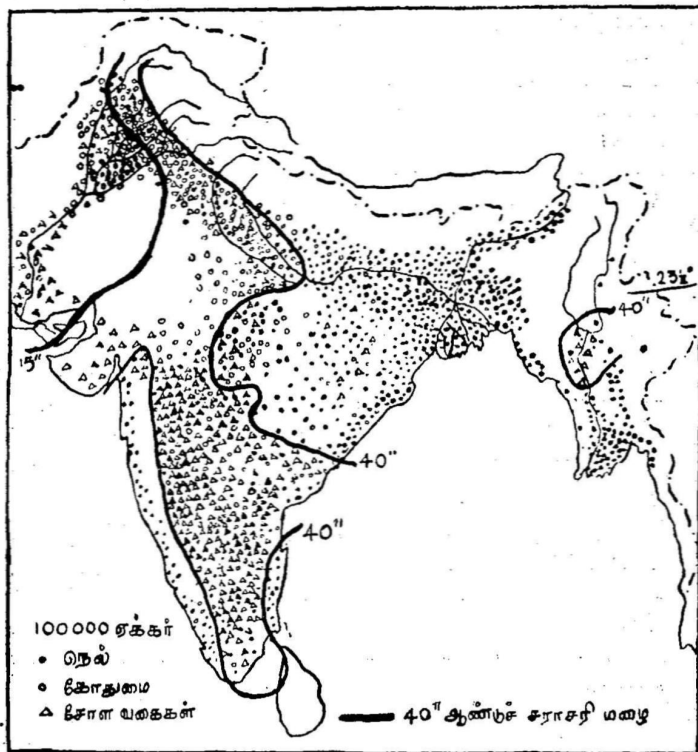 23½
40"
15"
40"
40"
100000 ஏக்கர்
• நெல்
○ கோதுமை
△ சோள வகைகள்
40" ஆண்டுச் சராசரி மழை